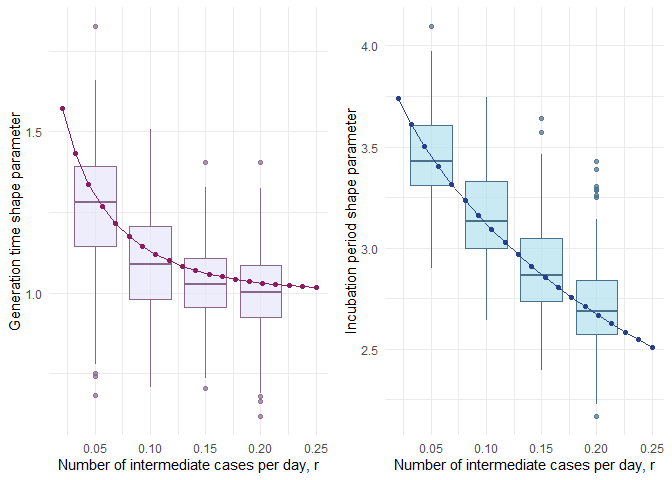 Generation time shape parameter
1.5
1.0
0.05 0.10 0.15 0.20 0.25
Number of intermediate cases per day, r
Incubation period shape parameter
4.0
3.5
3.0
2.5
0.05 0.10 0.15 0.20 0.25
Number of intermediate cases per day, r